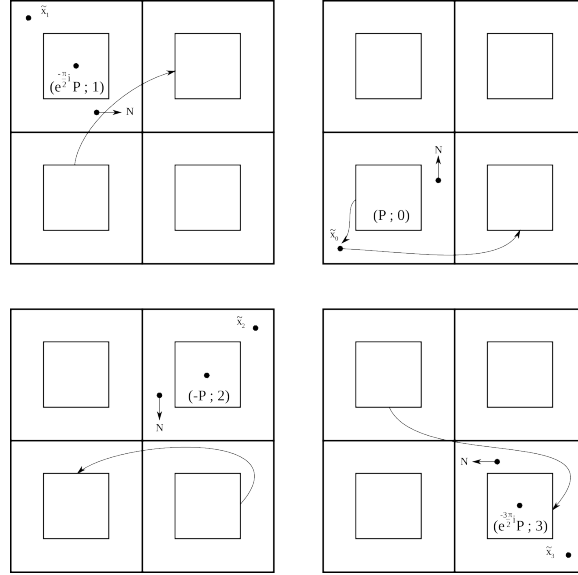 x̃₁
(e^{-π/2 i} P ; 1)
N
N
(P ; 0)
x̃₀
x̃₂
(-P ; 2)
N
N
(e^{-3π/2 i} P ; 3)
x̃₃